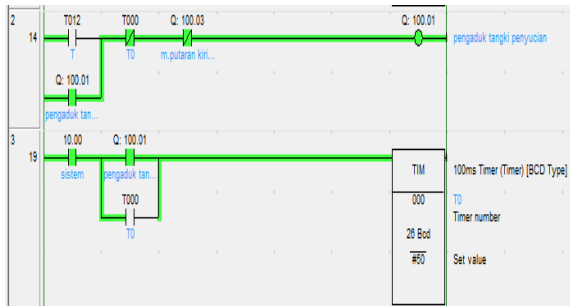 2 14 T012 T000 Q: 100.03 Q: 100.01
T T0 m.putaran kiri... pengaduk tangki penyucian
Q: 100.01
pengaduk tan...
3 19 10.00 Q: 100.01
sistem pengaduk tan...
TIM 100ms Timer (Timer) [BCD Type]
T000
T0
000 T0
Timer number
28 Bcd
#50 Set value